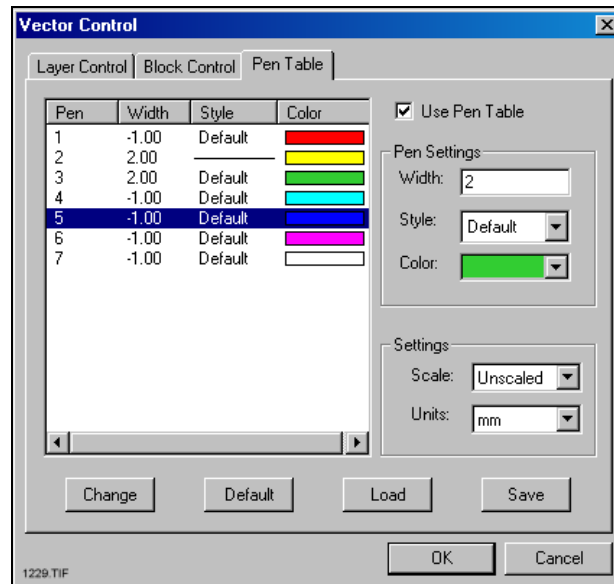 Vector Control
Layer Control Block Control Pen Table
Pen Width Style Color
1 -1.00 Default
2 2.00
3 2.00 Default
4 -1.00 Default
5 -1.00 Default
6 -1.00 Default
7 -1.00 Default
Use Pen Table
Pen Settings
Width: 2
Style: Default
Color:
Settings
Scale: Unscaled
Units: mm
Change Default Load Save
OK Cancel
1229.TIF